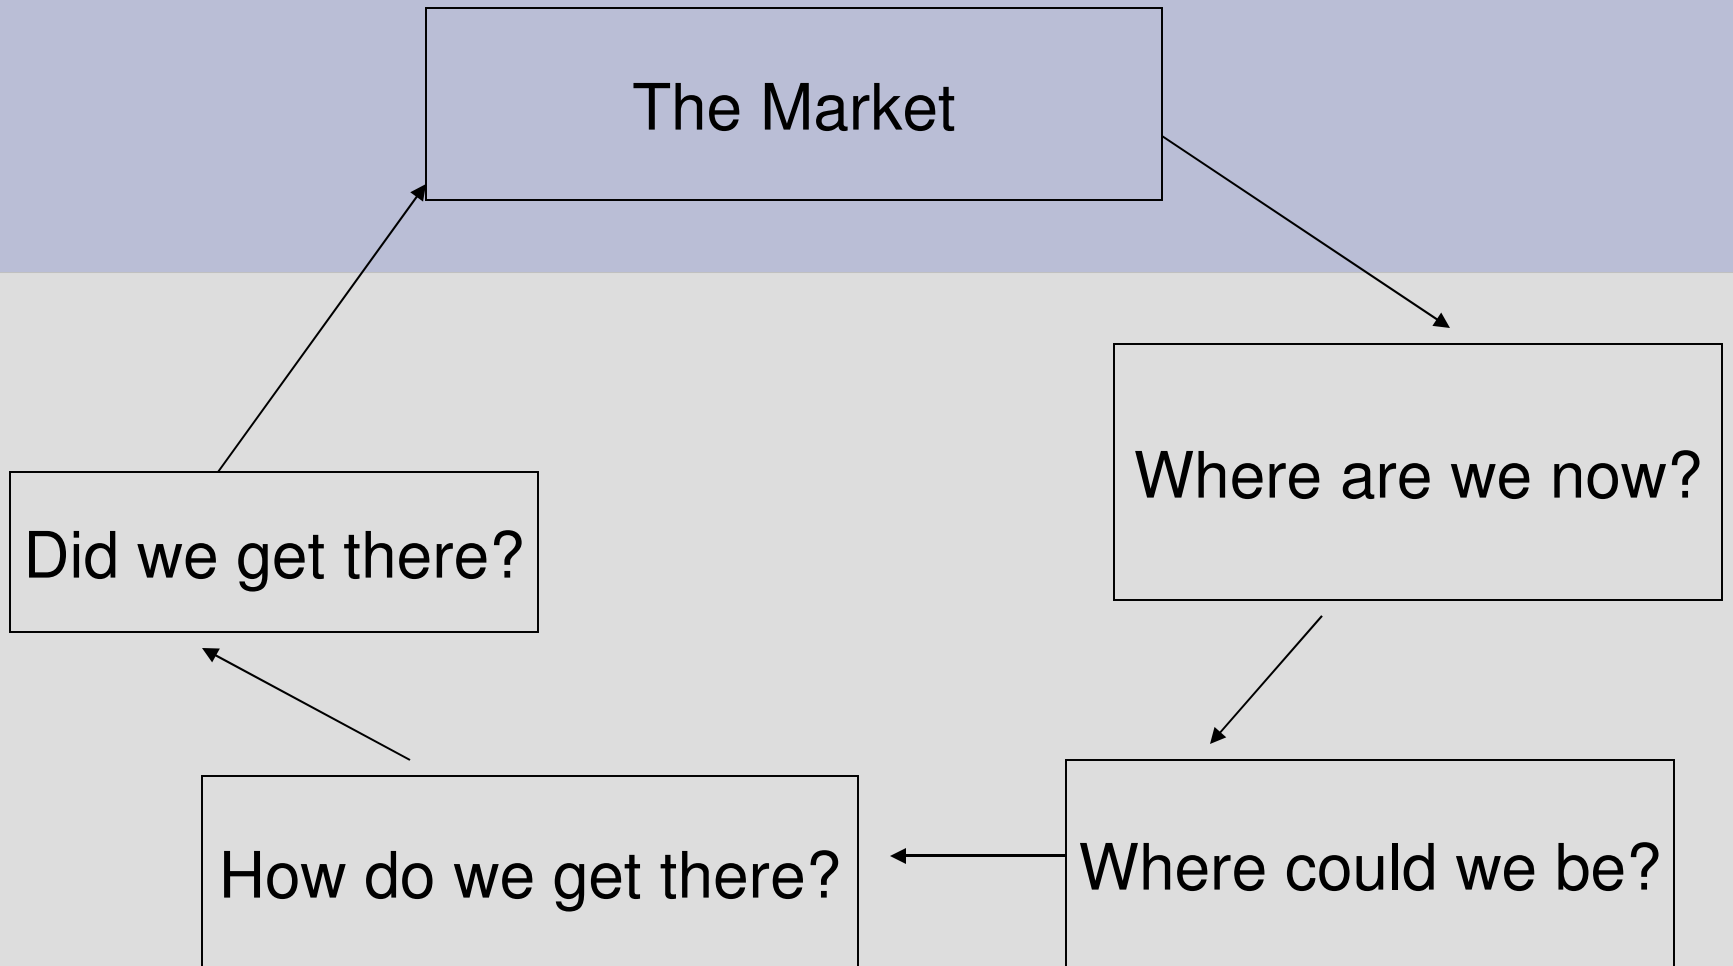 The Market
Where are we now?
Did we get there?
Where could we be?
How do we get there?